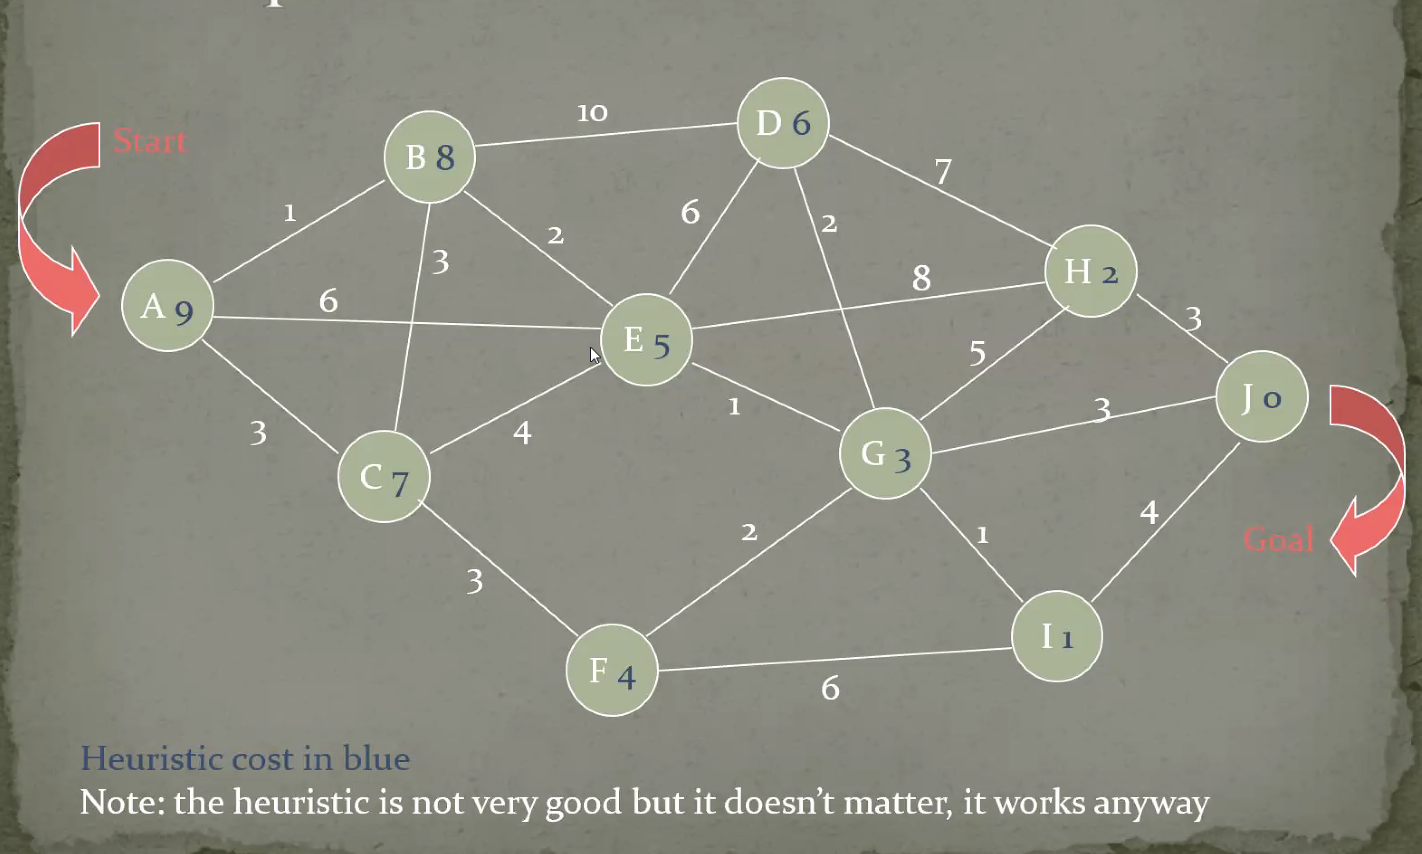 Start
10
D 6
B 8
7
1
6
2
2
3
H 2
8
6
A 9
3
E 5
5
J 0
1
3
3
4
G 3
C 7
4
2
1
Goal
3
I 1
F 4
6
Heuristic cost in blue
Note: the heuristic is not very good but it doesn't matter, it works anyway